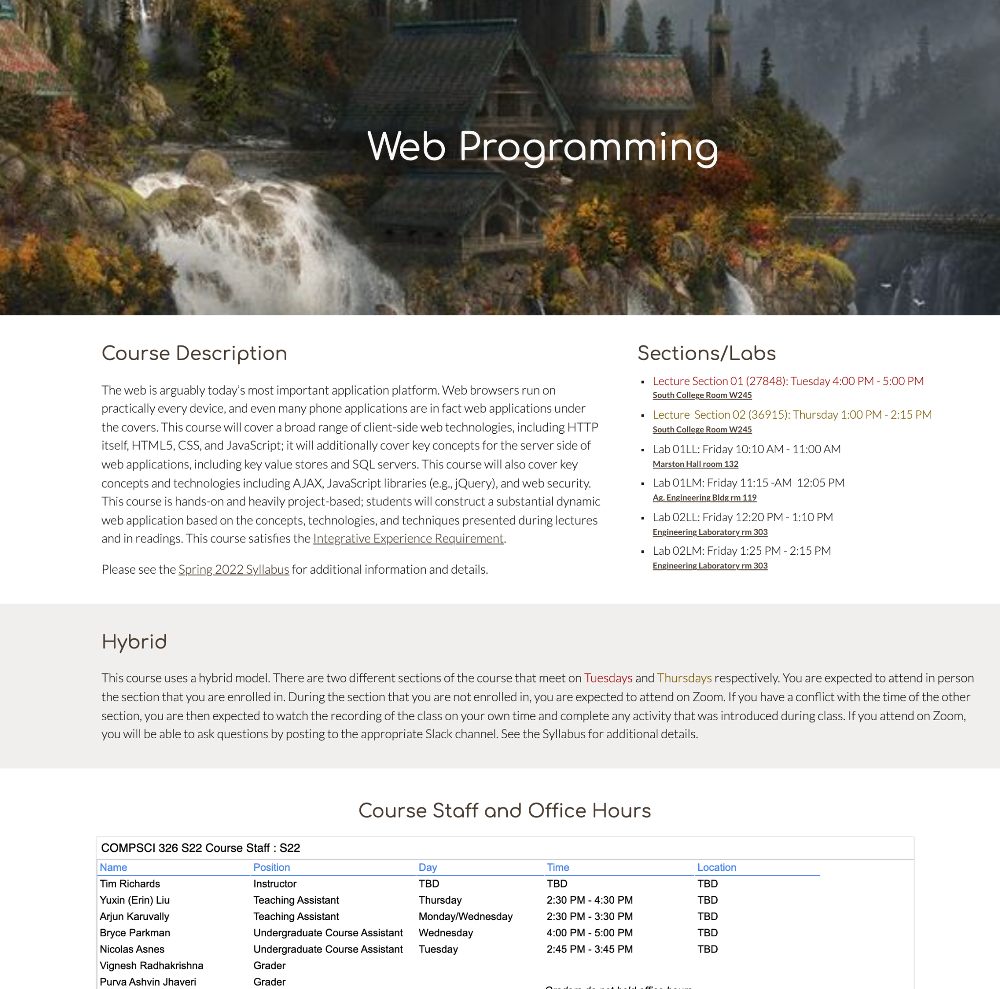 Web Programming
Course Description
The web is arguably today’s most important application platform. Web browsers run on
practically every device, and even many phone applications are in fact web applications under
the covers. This course will cover a broad range of client-side web technologies, including HTTP
itself, HTML5, CSS, and JavaScript; it will additionally cover key concepts for the server side of
web applications, including key value stores and SQL servers. This course will also cover key
concepts and technologies including AJAX, JavaScript libraries (e.g., jQuery), and web security.
This course is hands-on and heavily project-based; students will construct a substantial dynamic
web application based on the concepts, technologies, and techniques presented during lectures
and in readings. This course satisfies the Integrative Experience Requirement.
Please see the Spring 2022 Syllabus for additional information and details.
Sections/Labs
Lecture Section 01 (27848): Tuesday 4:00 PM - 5:00 PM
South College Room W245
Lecture  Section 02 (36915): Thursday 1:00 PM - 2:15 PM
South College Room W245
Lab 01LL: Friday 10:10 AM - 11:00 AM
Marston Hall room 132
Lab 01LM: Friday 11:15 -AM  12:05 PM
Ag. Engineering Bldg rm 119
Lab 02LL: Friday 12:20 PM - 1:10 PM
Engineering Laboratory rm 303
Lab 02LM: Friday 1:25 PM - 2:15 PM
Engineering Laboratory rm 303
Hybrid
This course uses a hybrid model. There are two different sections of the course that meet on Tuesdays and Thursdays respectively. You are expected to attend in person
the section that you are enrolled in. During the section that you are not enrolled in, you are expected to attend on Zoom. If you have a conflict with the time of the other
section, you are then expected to watch the recording of the class on your own time and complete any activity that was introduced during class. If you attend on Zoom,
you will be able to ask questions by posting to the appropriate Slack channel. See the Syllabus for additional details.
Course Staff and Office Hours
COMPSCI 326 S22 Course Staff : S22
Name Position Day Time Location
Tim Richards Instructor TBD TBD TBD
Yuxin (Erin) Liu Teaching Assistant Thursday 2:30 PM - 4:30 PM TBD
Arjun Karuvally Teaching Assistant Monday/Wednesday 2:30 PM - 3:30 PM TBD
Bryce Parkman Undergraduate Course Assistant Wednesday 4:00 PM - 5:00 PM TBD
Nicolas Asnes Undergraduate Course Assistant Tuesday 2:45 PM - 3:45 PM TBD
Vignesh Radhakrishna Grader
Purva Ashvin Jhaveri Grader
Graders do not hold office hours